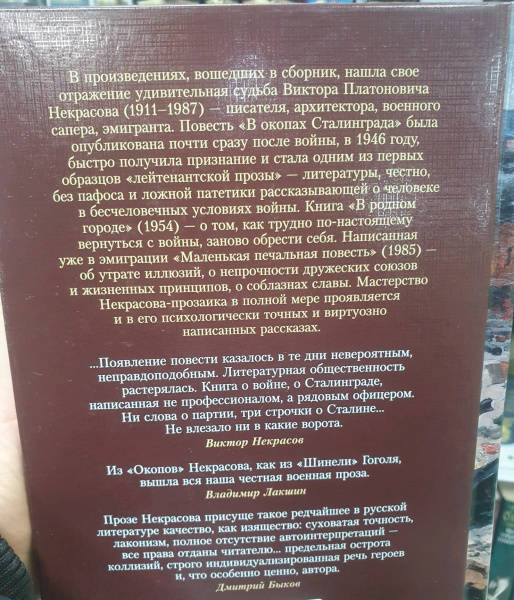 В произведениях, вошедших в сборник, нашла свое
отражение удивительная судьба Виктора Платоновича
Некрасова (1911–1987) — писателя, архитектора, военного
сапера, эмигранта. Повесть «В окопах Сталинграда» была
опубликована почти сразу после войны, в 1946 году,
быстро получила признание и стала одним из первых
образцов «лейтенантской прозы» — литературы, честно,
без пафоса и ложной патетики рассказывающей о человеке
в бесчеловечных условиях войны. Книга «В родном
городе» (1954) — о том, как трудно по-настоящему
вернуться с войны, заново обрести себя. Написанная
уже в эмиграции «Маленькая печальная повесть» (1985) —
об утрате иллюзий, о непрочности дружеских союзов
и жизненных принципов, о соблазнах славы. Мастерство
Некрасова-прозаика в полной мере проявляется
и в его психологически точных и виртуозно
написанных рассказах.
...Появление повести казалось в те дни невероятным,
неправдоподобным. Литературная общественность
растерялась. Книга о войне, о Сталинграде,
написанная не профессионалом, а рядовым офицером.
Ни слова о партии, три строчки о Сталине...
Не влезало ни в какие ворота.
Виктор Некрасов
Из «Окопов» Некрасова, как из «Шинели» Гоголя,
вышла вся наша честная военная проза.
Владимир Лакшин
Прозе Некрасова присуще такое редчайшее в русской
литературе качество, как изящество: суховатая точность,
лаконизм, полное отсутствие автоинтерпретаций —
все права отданы читателю... предельная острота
коллизий, строго индивидуализированная речь героев
и, что особенно ценно, автора.
Дмитрий Быков